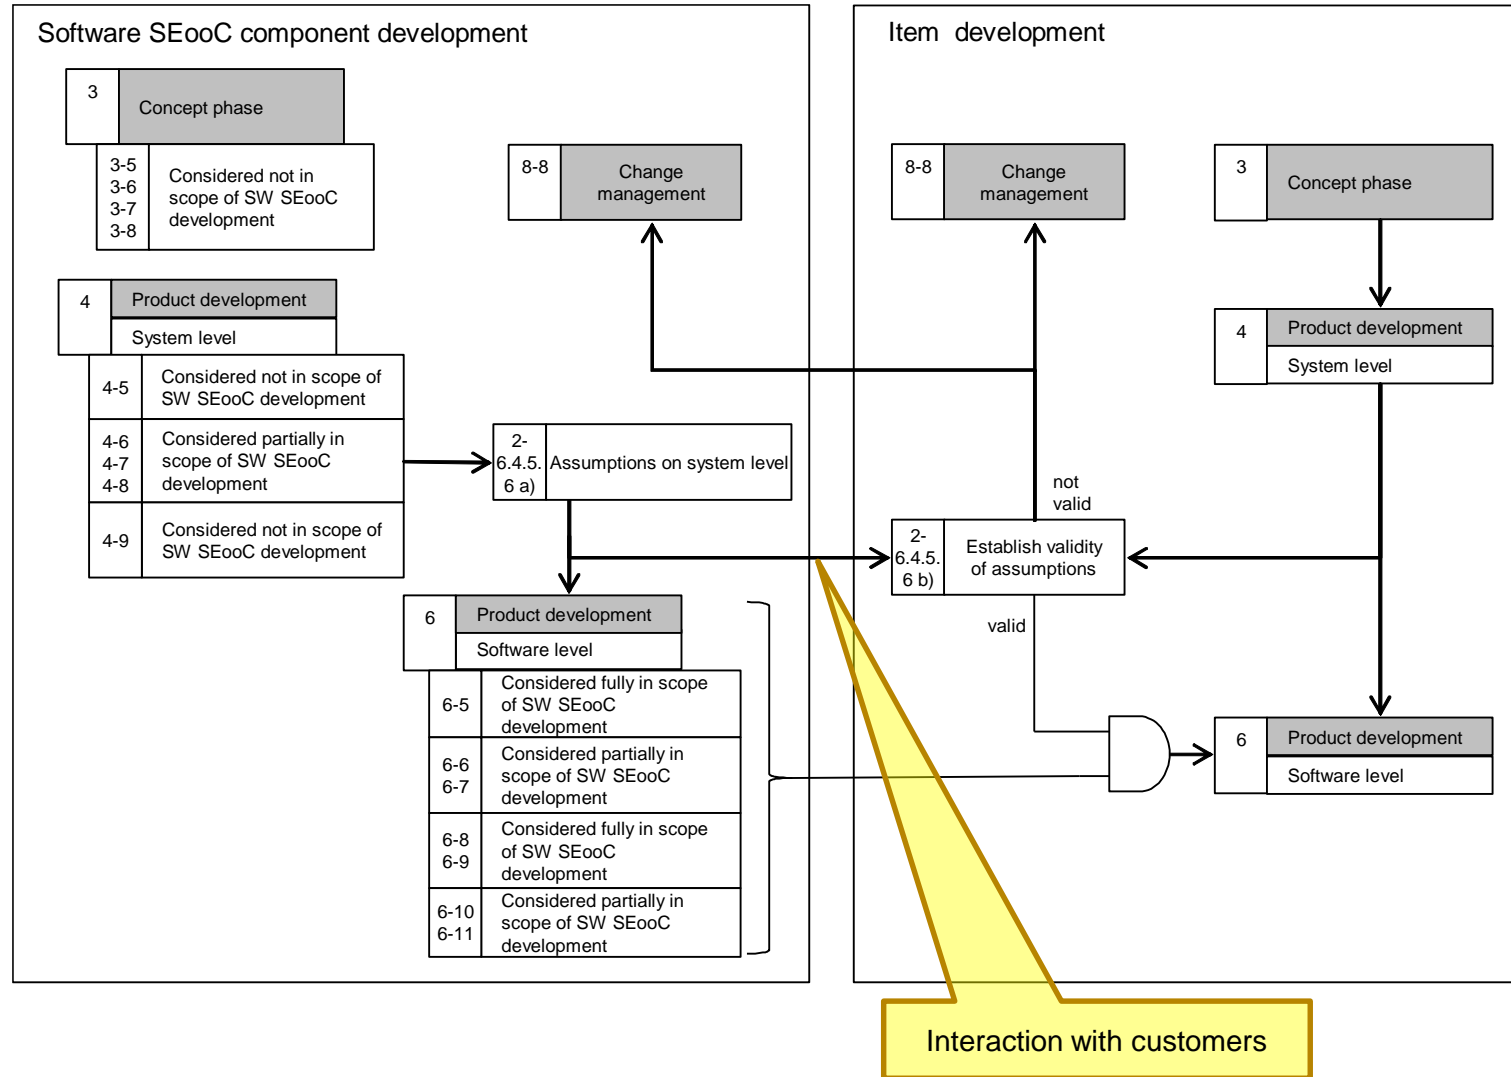 Software SEooC component development
3
Concept phase
3-5
3-6
3-7
3-8
Considered not in
scope of SW SEooC
development
8-8
Change
management
4
Product development
System level
4-5
Considered not in scope of
SW SEooC development
4-6
4-7
4-8
Considered partially in
scope of SW SEooC
development
4-9
Considered not in scope of
SW SEooC development
2-
6.4.5.
6 a)
Assumptions on system level
6
Product development
Software level
6-5
Considered fully in scope
of SW SEooC
development
6-6
6-7
Considered partially in
scope of SW SEooC
development
6-8
6-9
Considered fully in scope
of SW SEooC
development
6-10
6-11
Considered partially in
scope of SW SEooC
development
Item development
8-8
Change
management
3
Concept phase
4
Product development
System level
not
valid
2-
6.4.5.
6 b)
Establish validity
of assumptions
valid
6
Product development
Software level
Interaction with customers